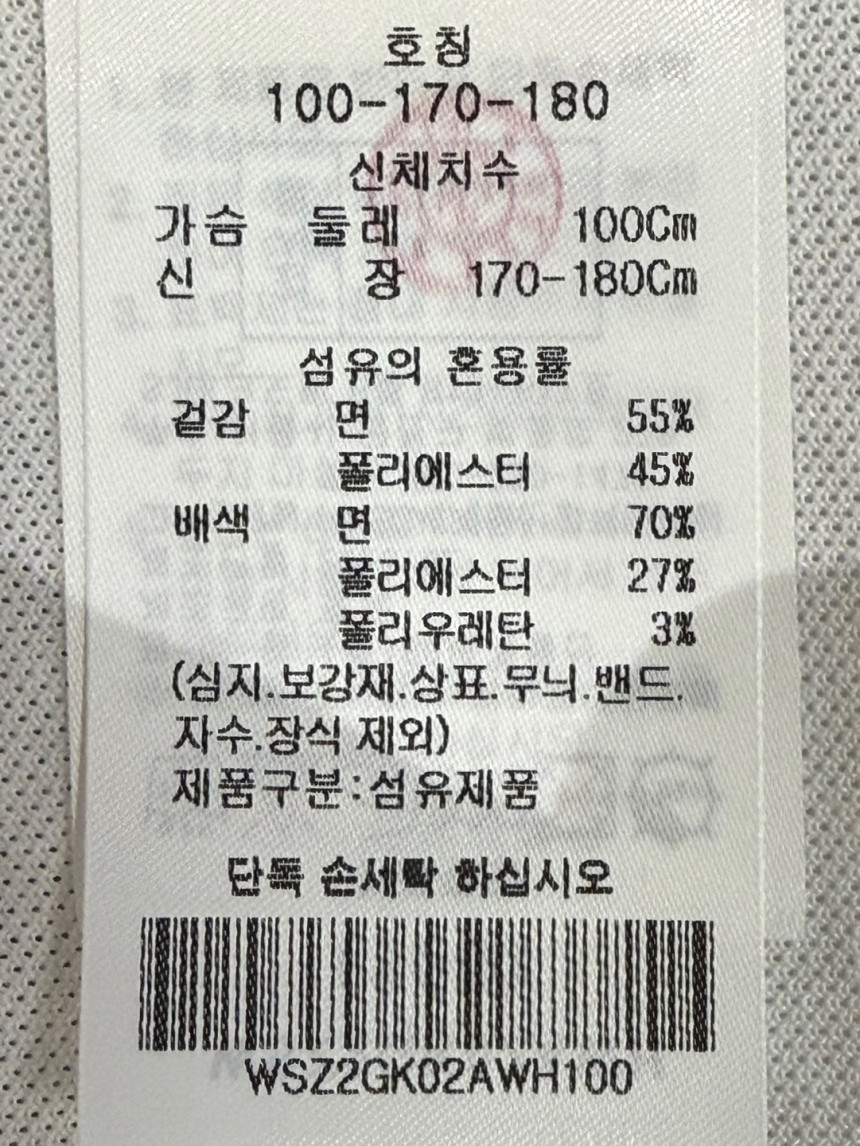 호칭
100-170-180
신체치수
가슴 둘레 100Cm
신 장 170-180Cm
섬유의 혼용률
겉감 면 55%
폴리에스터 45%
배색 면 70%
폴리에스터 27%
폴리우레탄 3%
(심지.보강재.상표.무늬.밴드.
자수.장식 제외)
제품구분:섬유제품
단독 손세탁 하십시오
WSZ2GK02AWH100